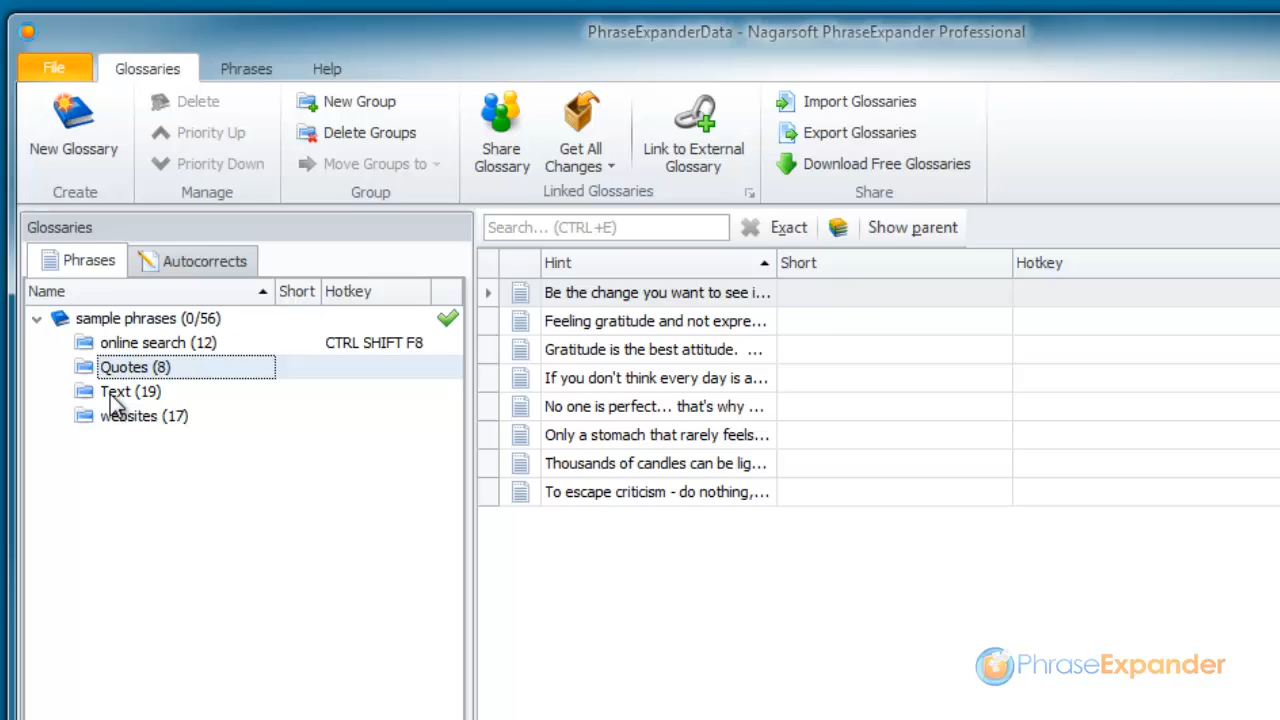 PhraseExpanderData - Nagarsoft PhraseExpander Professional
File
Glossaries
Phrases
Help
New Glossary
Create
Delete
Priority Up
Priority Down
Manage
New Group
Delete Groups
Move Groups to
Group
Share
Glossary
Get All
Changes
Link to External
Glossary
Linked Glossaries
Import Glossaries
Export Glossaries
Download Free Glossaries
Share
Glossaries
Phrases
Autocorrects
Name Short Hotkey
sample phrases (0/56)
online search (12) CTRL SHIFT F8
Quotes (8)
Text (19)
websites (17)
Search... (CTRL+E)
Exact
Show parent
Hint Short Hotkey
Be the change you want to see i...
Feeling gratitude and not expre...
Gratitude is the best attitude. ...
If you don't think every day is a...
No one is perfect... that's why ...
Only a stomach that rarely feels...
Thousands of candles can be lig...
To escape criticism - do nothing,...
PhraseExpander